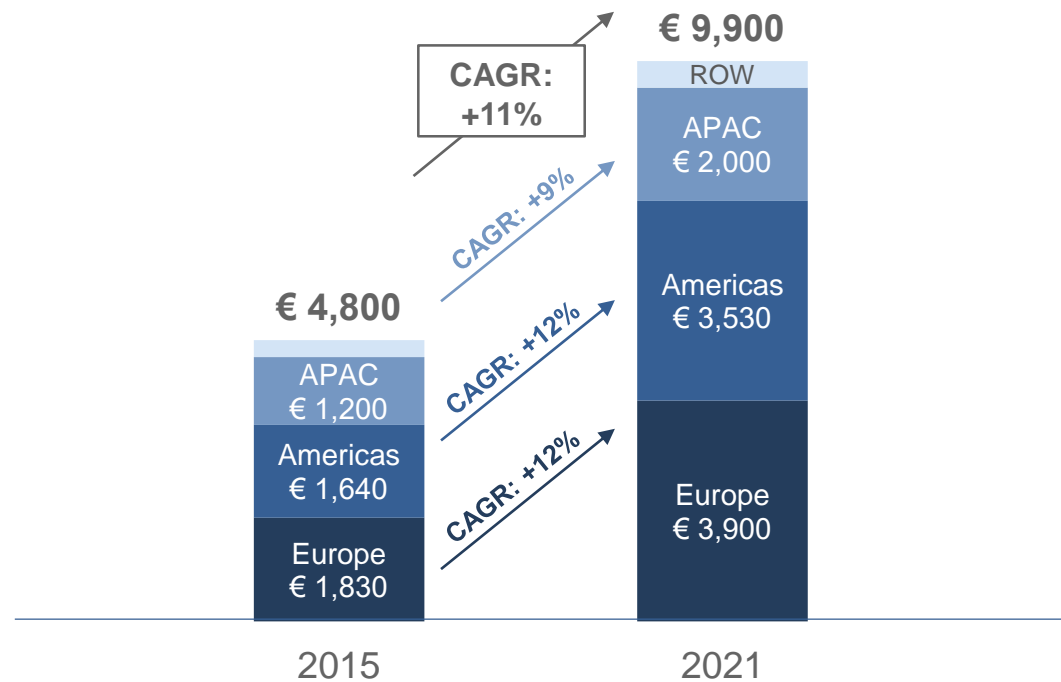 € 9,900
CAGR:
+11%
ROW
APAC
€ 2,000
CAGR: +9%
Americas
€ 3,530
€ 4,800
CAGR: +12%
APAC
€ 1,200
Americas
€ 1,640
CAGR: +12%
Europe
€ 3,900
Europe
€ 1,830
2015
2021